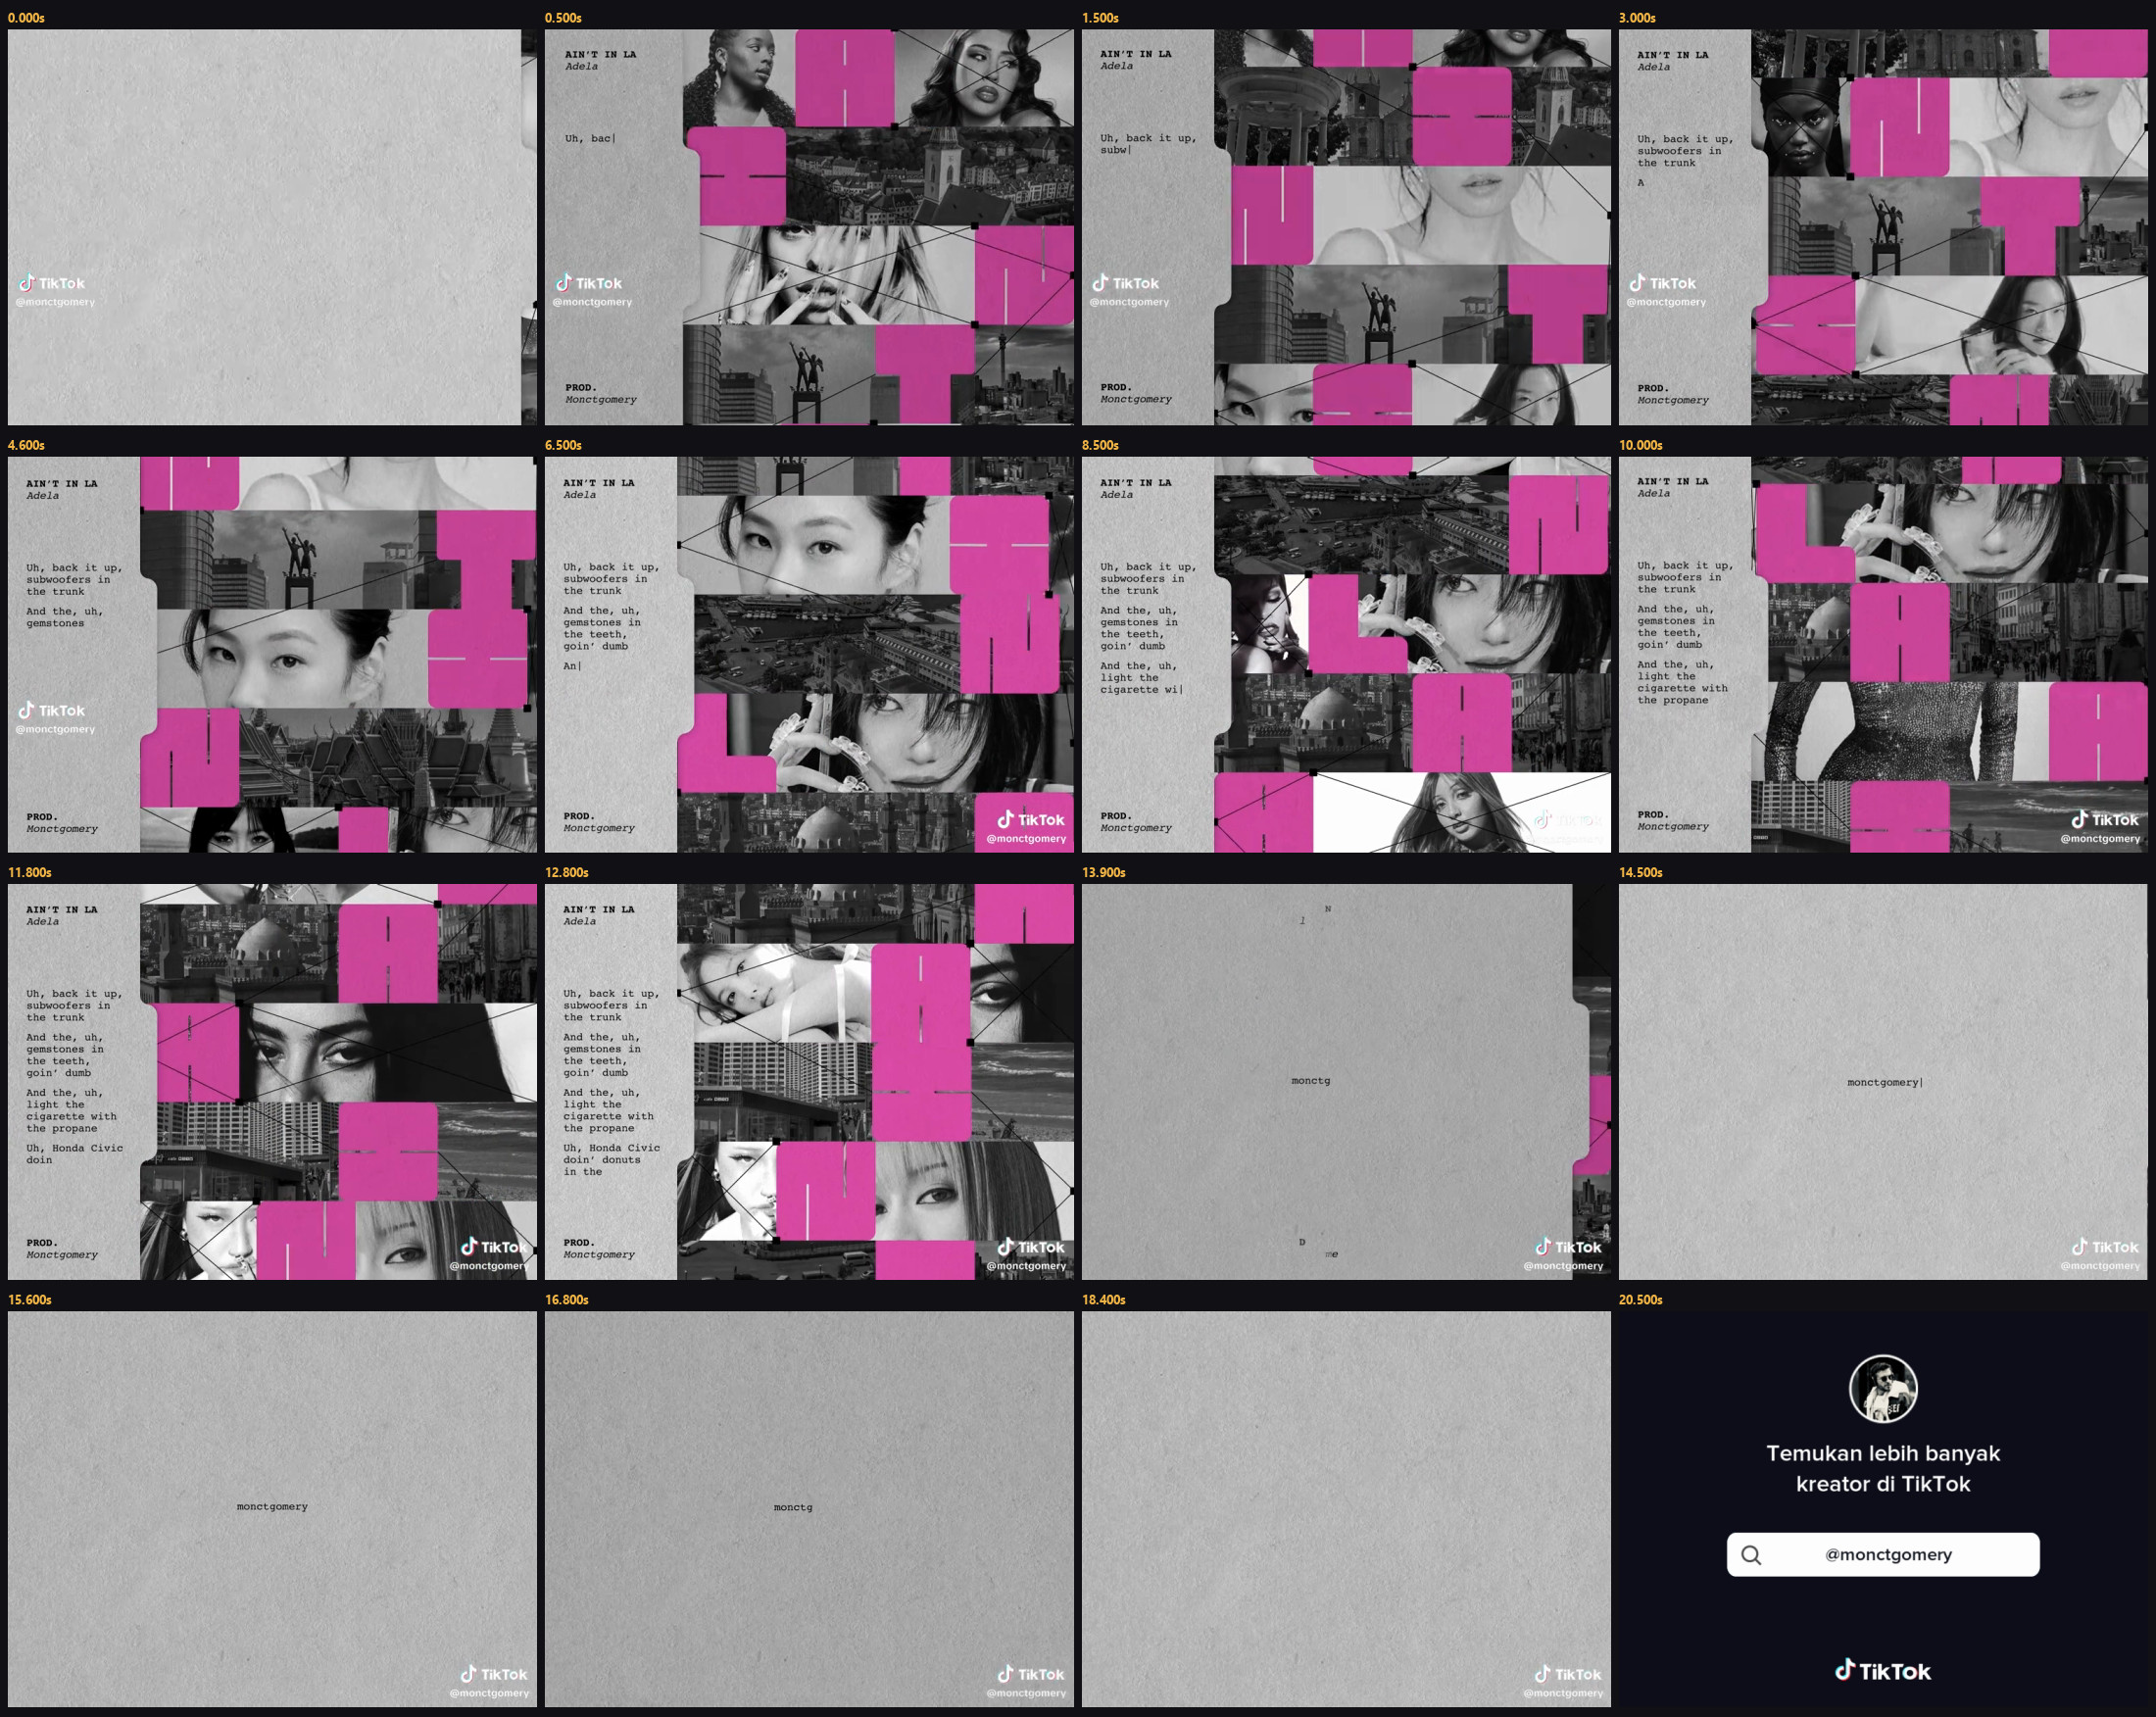 0.000s
TikTok
@monctgomery
0.500s
AIN'T IN LA
Adela
Uh, bac|
TikTok
@monctgomery
PROD.
Monctgomery
1.500s
AIN'T IN LA
Adela
Uh, back it up,
subw|
TikTok
@monctgomery
PROD.
Monctgomery
3.000s
AIN'T IN LA
Adela
Uh, back it up,
subwoofers in
the trunk
A
TikTok
@monctgomery
PROD.
Monctgomery
4.600s
AIN'T IN LA
Adela
Uh, back it up,
subwoofers in
the trunk
And the, uh,
gemstones
TikTok
@monctgomery
PROD.
Monctgomery
6.500s
AIN'T IN LA
Adela
Uh, back it up,
subwoofers in
the trunk
And the, uh,
gemstones in
the teeth,
goin' dumb
An|
PROD.
Monctgomery
TikTok
@monctgomery
8.500s
AIN'T IN LA
Adela
Uh, back it up,
subwoofers in
the trunk
And the, uh,
gemstones in
the teeth,
goin' dumb
And the, uh,
light the
cigarette wi|
PROD.
Monctgomery
TikTok
10.000s
AIN'T IN LA
Adela
Uh, back it up,
subwoofers in
the trunk
And the, uh,
gemstones in
the teeth,
goin' dumb
And the, uh,
light the
cigarette with
the propane
PROD.
Monctgomery
TikTok
@monctgomery
11.800s
AIN'T IN LA
Adela
Uh, back it up,
subwoofers in
the trunk
And the, uh,
gemstones in
the teeth,
goin' dumb
And the, uh,
light the
cigarette with
the propane
Uh, Honda Civic
doin
PROD.
Monctgomery
TikTok
@monctgomery
12.800s
AIN'T IN LA
Adela
Uh, back it up,
subwoofers in
the trunk
And the, uh,
gemstones in
the teeth,
goin' dumb
And the, uh,
light the
cigarette with
the propane
Uh, Honda Civic
doin' donuts
in the
PROD.
Monctgomery
TikTok
@monctgomery
13.900s
N
l
monctg
D
me
TikTok
@monctgomery
14.500s
monctgomery|
TikTok
@monctgomery
15.600s
monctgomery
TikTok
@monctgomery
16.800s
monctg
TikTok
@monctgomery
18.400s
TikTok
@monctgomery
20.500s
Temukan lebih banyak
kreator di TikTok
@monctgomery
TikTok